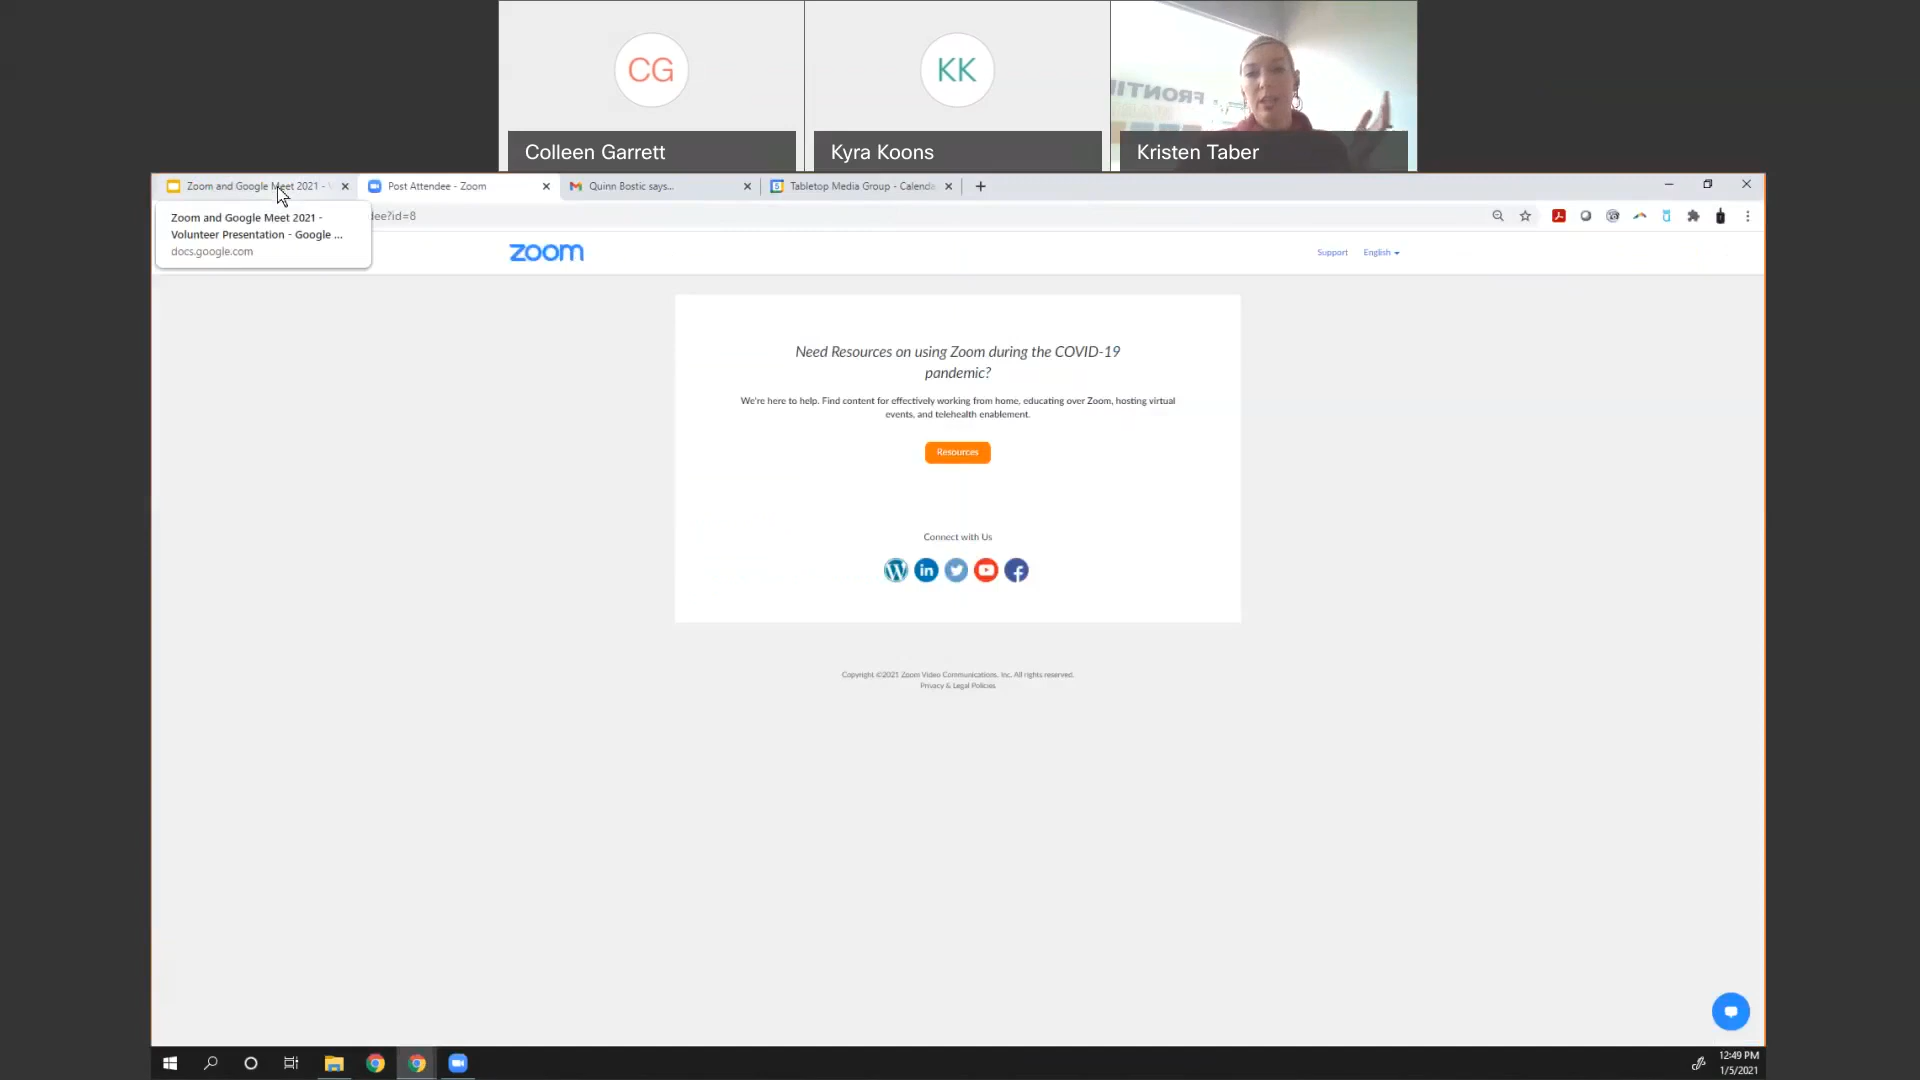 CG
KK
FRONTI
Colleen Garrett
Kyra Koons
Kristen Taber
Zoom and Google Meet 2021 -
Post Attendee - Zoom
Quinn Bostic says...
Tabletop Media Group - Calenda
Zoom and Google Meet 2021 -
Volunteer Presentation - Google ...
docs.google.com
dee?id=8
zoom
Support
English
Need Resources on using Zoom during the COVID-19
pandemic?
We're here to help. Find content for effectively working from home, educating over Zoom, hosting virtual
events, and telehealth enablement.
Resources
Connect with Us
Copyright ©2021 Zoom Video Communications, Inc. All rights reserved.
Privacy & Legal Policies
12:49 PM
1/5/2021